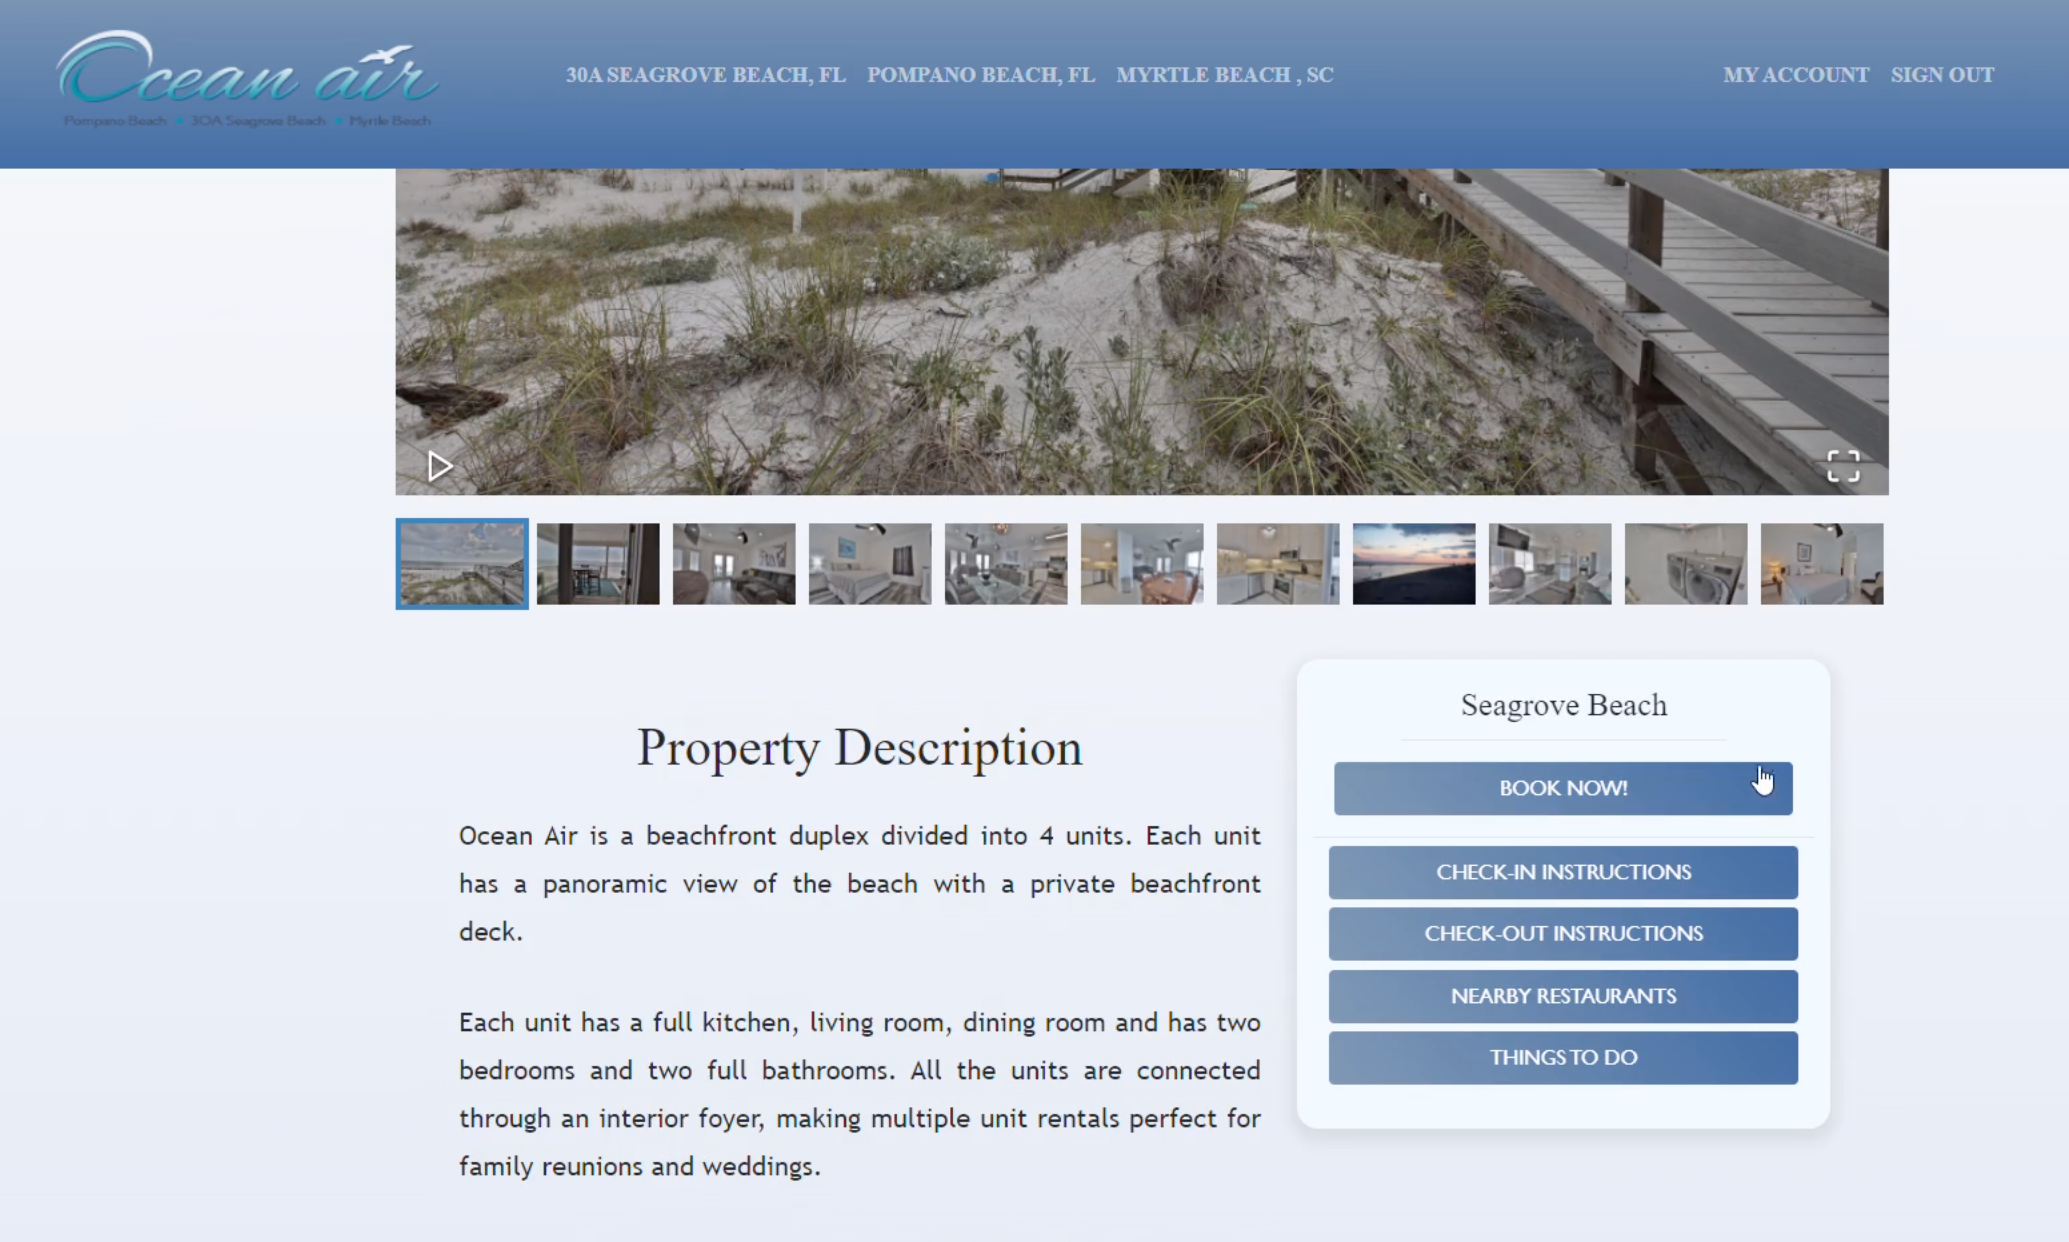 Ocean air
Pompano Beach • 30A Seagrove Beach • Myrtle Beach
30A SEAGROVE BEACH, FL POMPANO BEACH, FL MYRTLE BEACH , SC
MY ACCOUNT SIGN OUT
Property Description
Ocean Air is a beachfront duplex divided into 4 units. Each unit
has a panoramic view of the beach with a private beachfront
deck.
Each unit has a full kitchen, living room, dining room and has two
bedrooms and two full bathrooms. All the units are connected
through an interior foyer, making multiple unit rentals perfect for
family reunions and weddings.
Seagrove Beach
BOOK NOW!
CHECK-IN INSTRUCTIONS
CHECK-OUT INSTRUCTIONS
NEARBY RESTAURANTS
THINGS TO DO